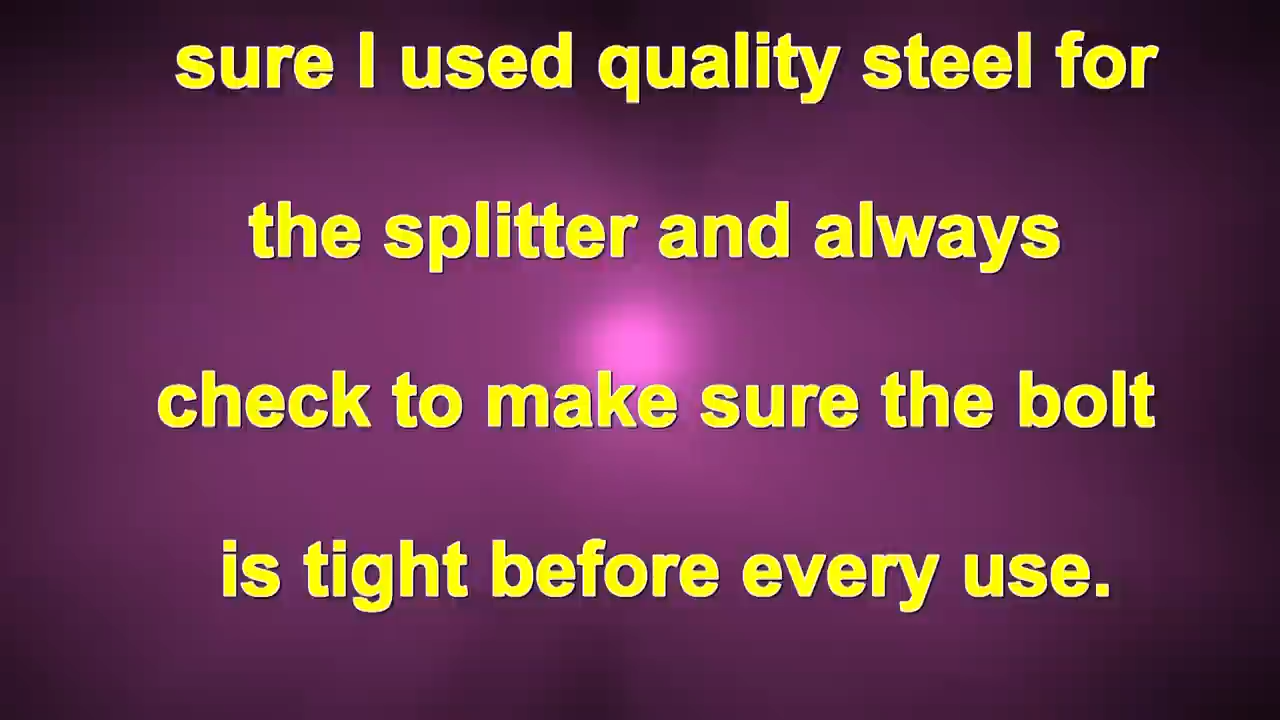 sure I used quality steel for
the splitter and always
check to make sure the bolt
is tight before every use.